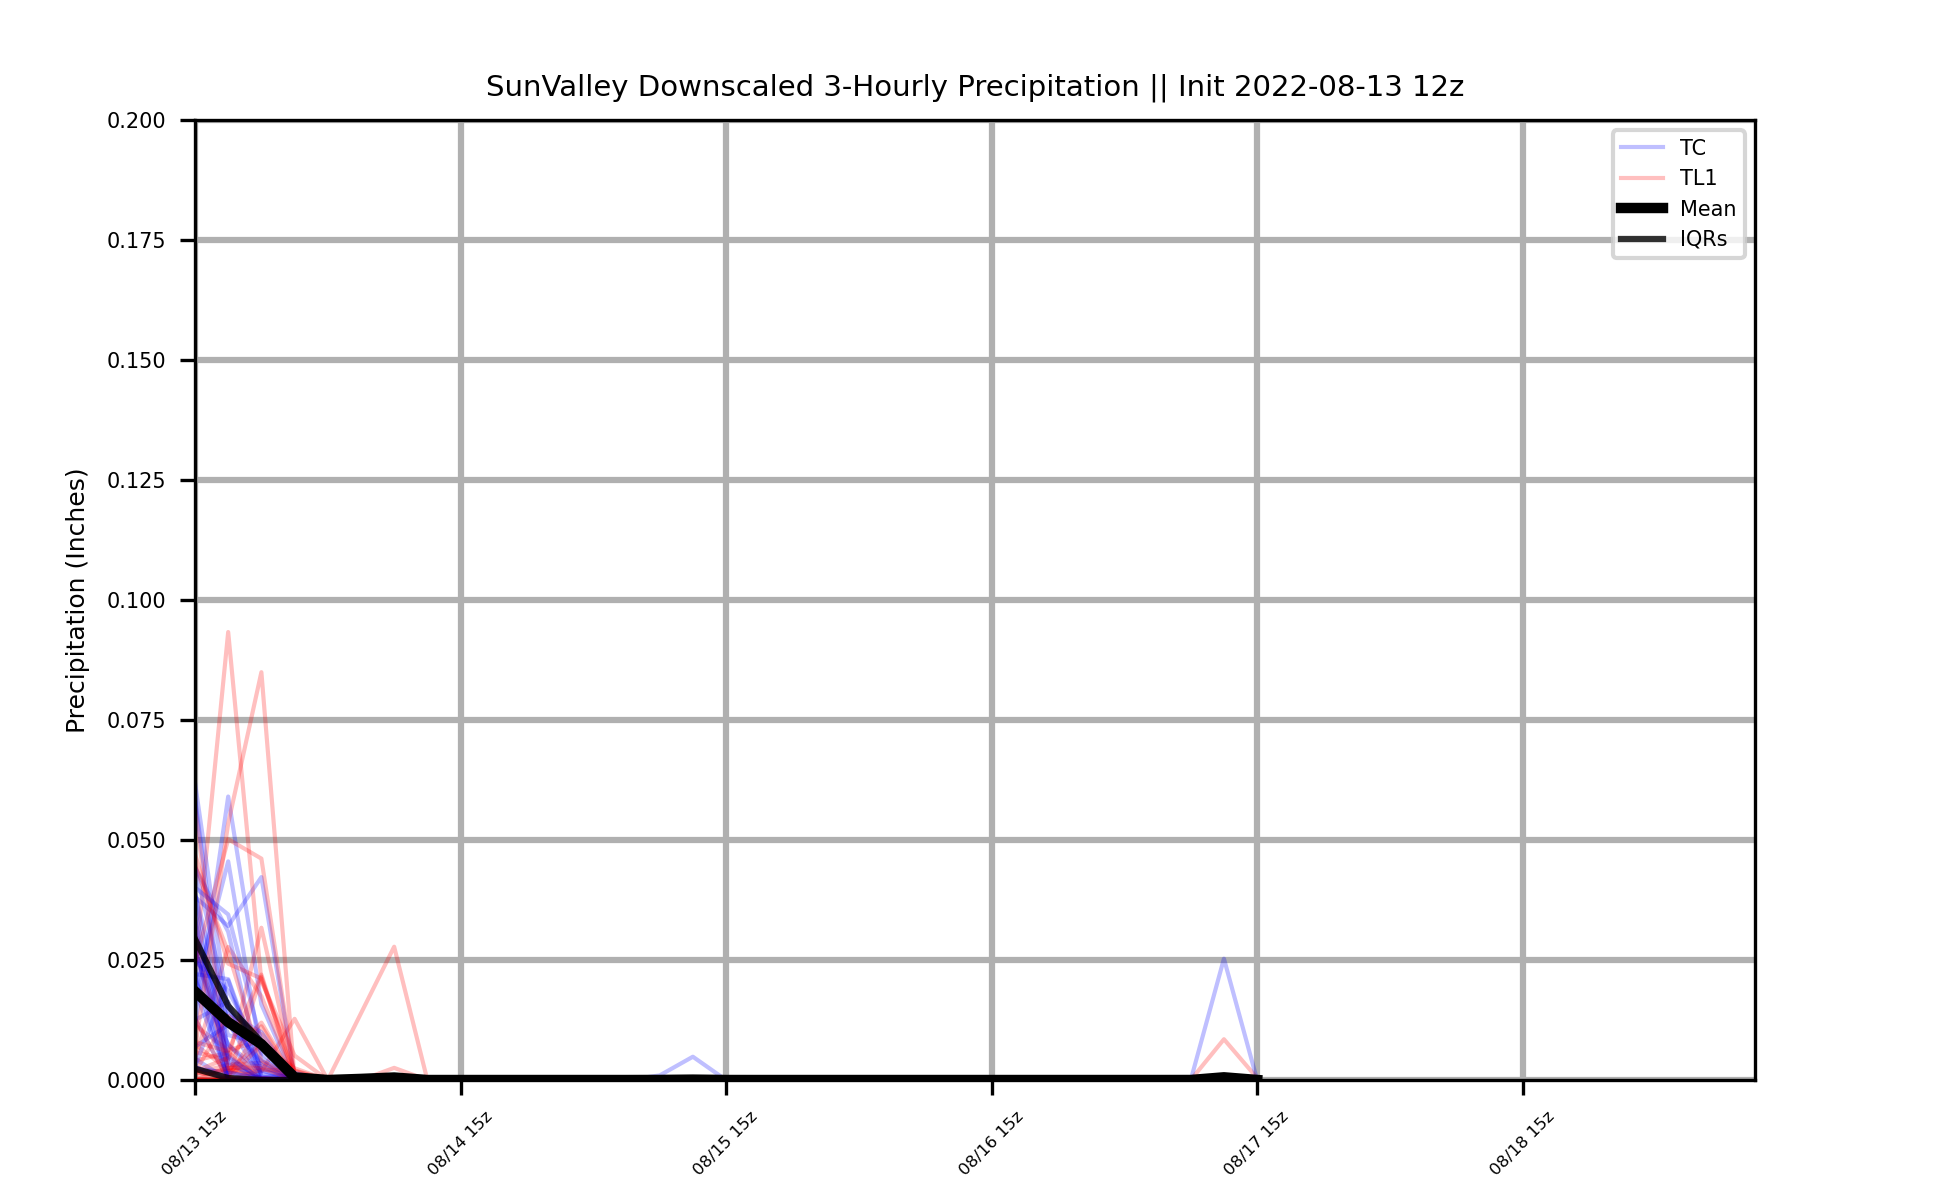 SunValley Downscaled 3-Hourly Precipitation || Init 2022-08-13 12z
0.200
0.175
0.150
0.125
0.100
0.075
0.050
0.025
0.000
Precipitation (Inches)
TC
TL1
Mean
IQRs
08/13 15z
08/14 15z
08/15 15z
08/16 15z
08/17 15z
08/18 15z